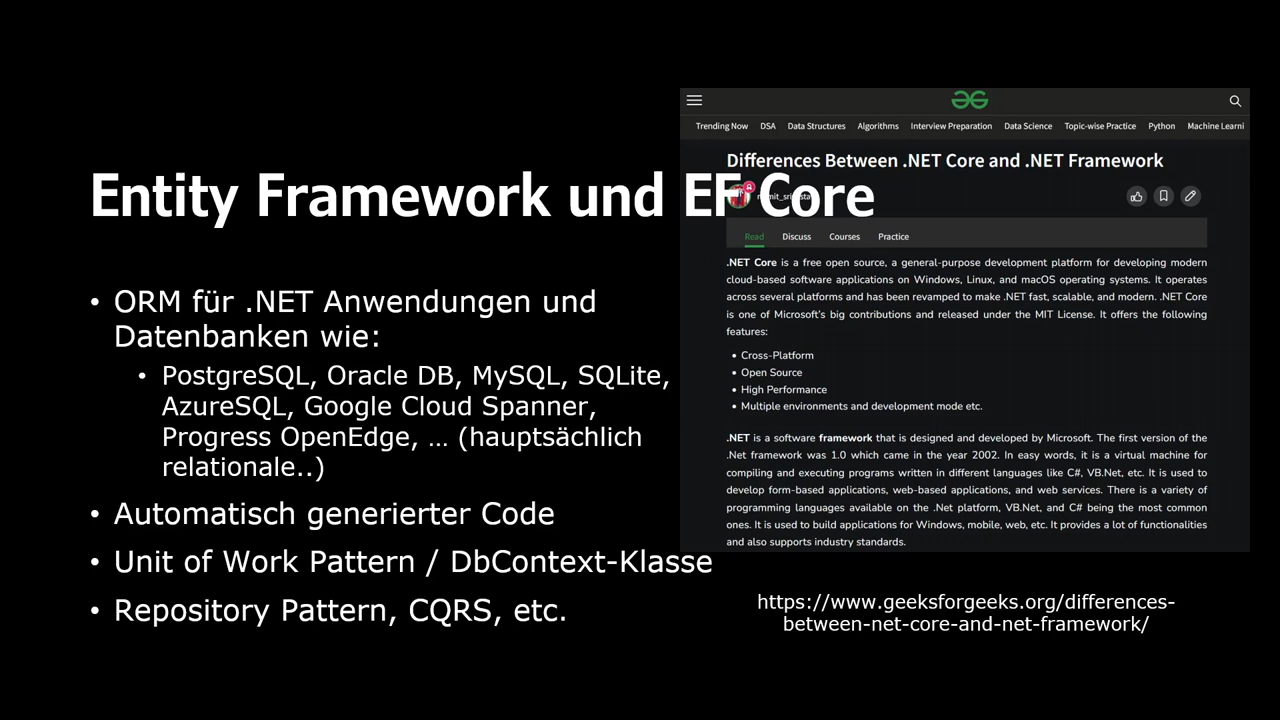 Entity Framework und EF Core
• ORM für .NET Anwendungen und
Datenbanken wie:
• PostgreSQL, Oracle DB, MySQL, SQLite,
AzureSQL, Google Cloud Spanner,
Progress OpenEdge, … (hauptsächlich
relationale..)
• Automatisch generierter Code
• Unit of Work Pattern / DbContext-Klasse
• Repository Pattern, CQRS, etc.
Trending Now DSA Data Structures Algorithms Interview Preparation Data Science Topic-wise Practice Python Machine Learni
Differences Between .NET Core and .NET Framework
Read Discuss Courses Practice
.NET Core is a free open source, a general-purpose development platform for developing modern
cloud-based software applications on Windows, Linux, and macOS operating systems. It operates
across several platforms and has been revamped to make .NET fast, scalable, and modern. .NET Core
is one of Microsoft's big contributions and released under the MIT License. It offers the following
features:
• Cross-Platform
• Open Source
• High Performance
• Multiple environments and development mode etc.
.NET is a software framework that is designed and developed by Microsoft. The first version of the
.Net framework was 1.0 which came in the year 2002. In easy words, it is a virtual machine for
compiling and executing programs written in different languages like C#, VB.Net, etc. It is used to
develop form-based applications, web-based applications, and web services. There is a variety of
programming languages available on the .Net platform, VB.Net, and C# being the most common
ones. It is used to build applications for Windows, mobile, web, etc. It provides a lot of functionalities
and also supports industry standards.
https://www.geeksforgeeks.org/differences-
between-net-core-and-net-framework/